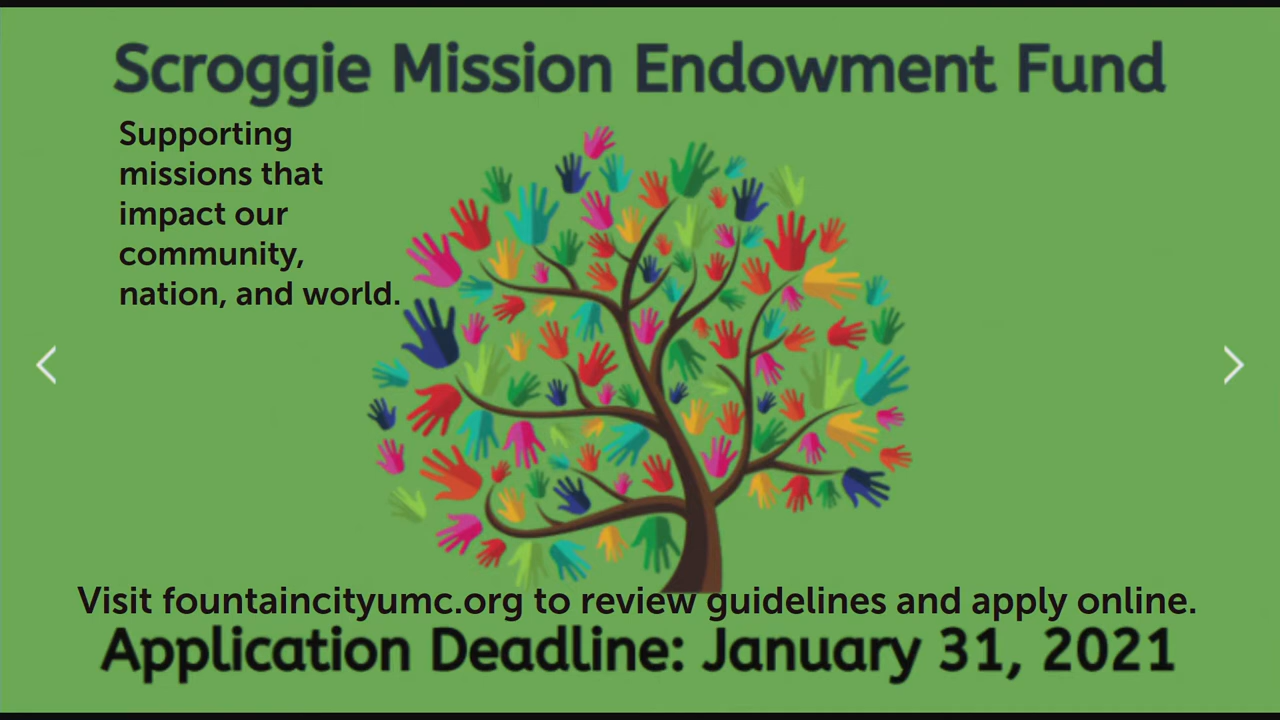 Scroggie Mission Endowment Fund
Supporting
missions that
impact our
community,
nation, and world.
Visit fountaincityumc.org to review guidelines and apply online.
Application Deadline: January 31, 2021